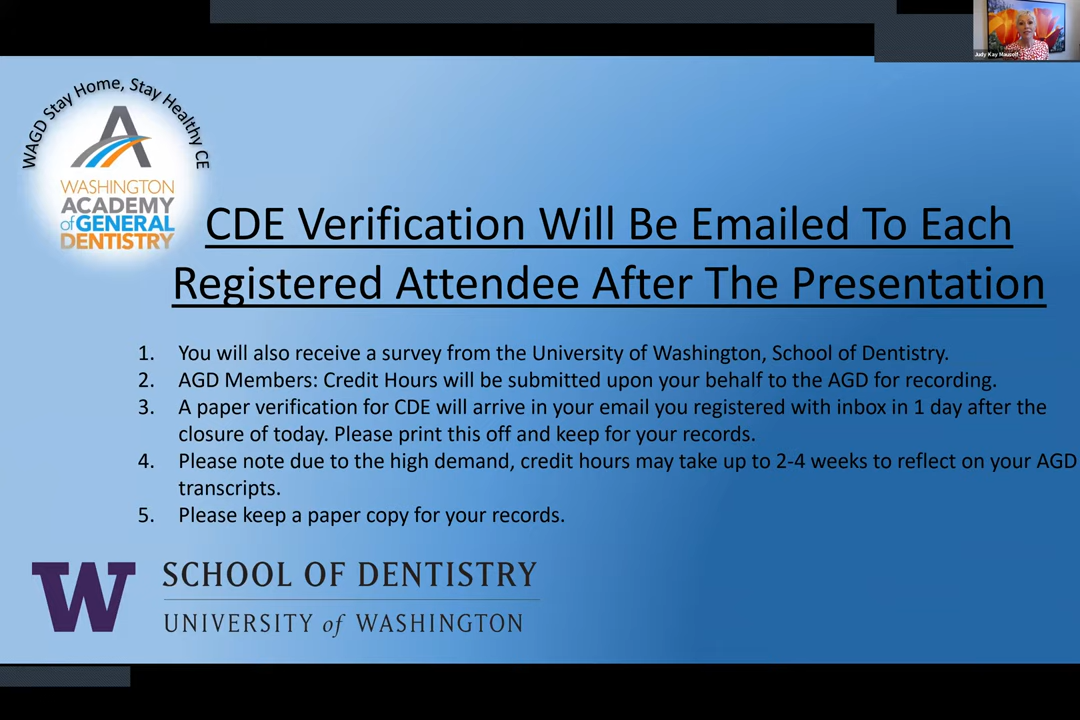 Judy Kay Mausolf
WAGD Stay Home, Stay Healthy CE
WASHINGTON
ACADEMY
of GENERAL
DENTISTRY
CDE Verification Will Be Emailed To Each
Registered Attendee After The Presentation
1. You will also receive a survey from the University of Washington, School of Dentistry.
2. AGD Members: Credit Hours will be submitted upon your behalf to the AGD for recording.
3. A paper verification for CDE will arrive in your email you registered with inbox in 1 day after the
closure of today. Please print this off and keep for your records.
4. Please note due to the high demand, credit hours may take up to 2-4 weeks to reflect on your AGD
transcripts.
5. Please keep a paper copy for your records.
W
SCHOOL OF DENTISTRY
UNIVERSITY of WASHINGTON